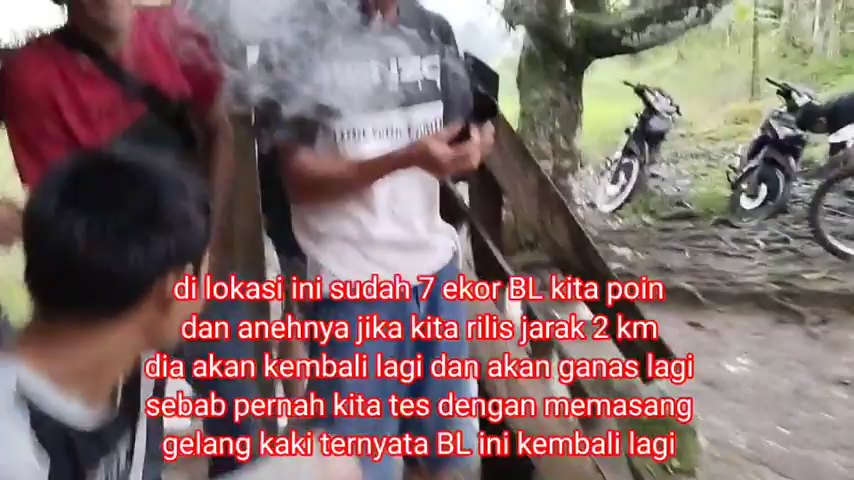 di lokasi ini sudah 7 ekor BL kita poin
dan anehnya jika kita rilis jarak 2 km
dia akan kembali lagi dan akan ganas lagi
sebab pernah kita tes dengan memasang
gelang kaki ternyata BL ini kembali lagi